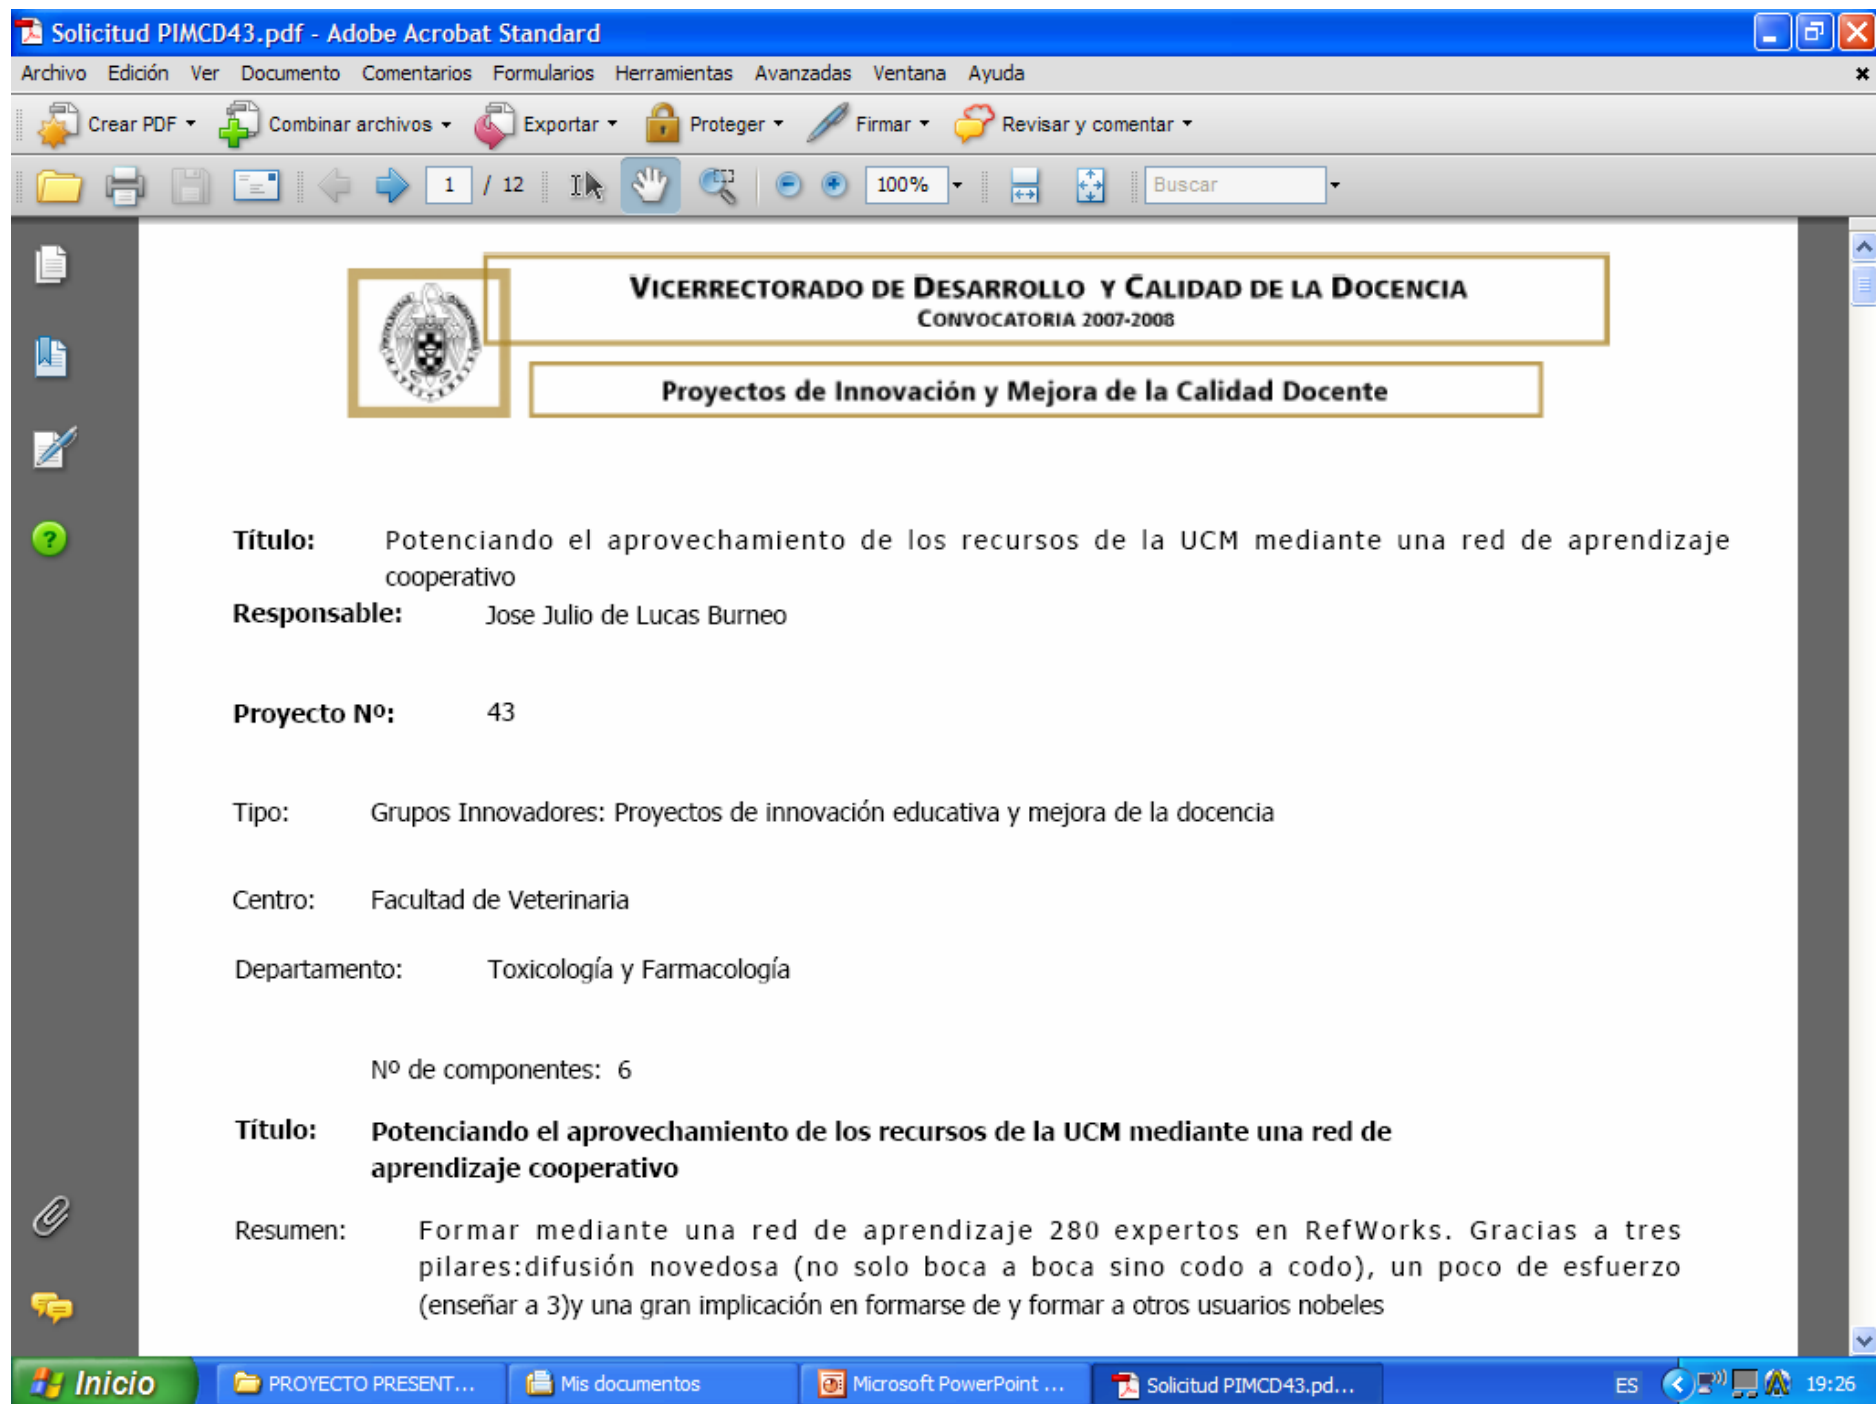 Solicitud PIMCD43.pdf - Adobe Acrobat Standard
Archivo Edición Ver Documento Comentarios Formularios Herramientas Avanzadas Ventana Ayuda
Crear PDF Combinar archivos Exportar Proteger Firmar Revisar y comentar
1 / 12 100% Buscar
VICERRECTORADO DE DESARROLLO Y CALIDAD DE LA DOCENCIA
CONVOCATORIA 2007-2008
Proyectos de Innovación y Mejora de la Calidad Docente
Título: Potenciando el aprovechamiento de los recursos de la UCM mediante una red de aprendizaje
cooperativo
Responsable: Jose Julio de Lucas Burneo
Proyecto Nº: 43
Tipo: Grupos Innovadores: Proyectos de innovación educativa y mejora de la docencia
Centro: Facultad de Veterinaria
Departamento: Toxicología y Farmacología
Nº de componentes: 6
Título: Potenciando el aprovechamiento de los recursos de la UCM mediante una red de
aprendizaje cooperativo
Resumen: Formar mediante una red de aprendizaje 280 expertos en RefWorks. Gracias a tres
pilares:difusión novedosa (no solo boca a boca sino codo a codo), un poco de esfuerzo
(enseñar a 3)y una gran implicación en formarse de y formar a otros usuarios nobeles
Inicio PROYECTO PRESENT... Mis documentos Microsoft PowerPoint ... Solicitud PIMCD43.pd... ES 19:26